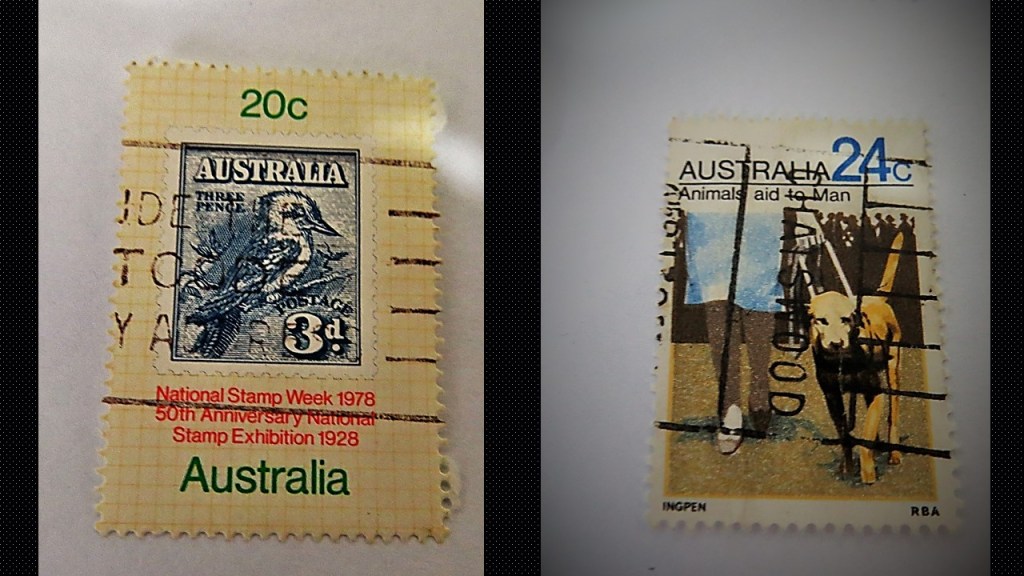 20c
AUSTRALIA
THREE
PENCE
POSTAGE
3d.
National Stamp Week 1978
50th Anniversary National
Stamp Exhibition 1928
Australia
AUSTRALIA 24c
Animals aid to Man
INGPEN
RBA